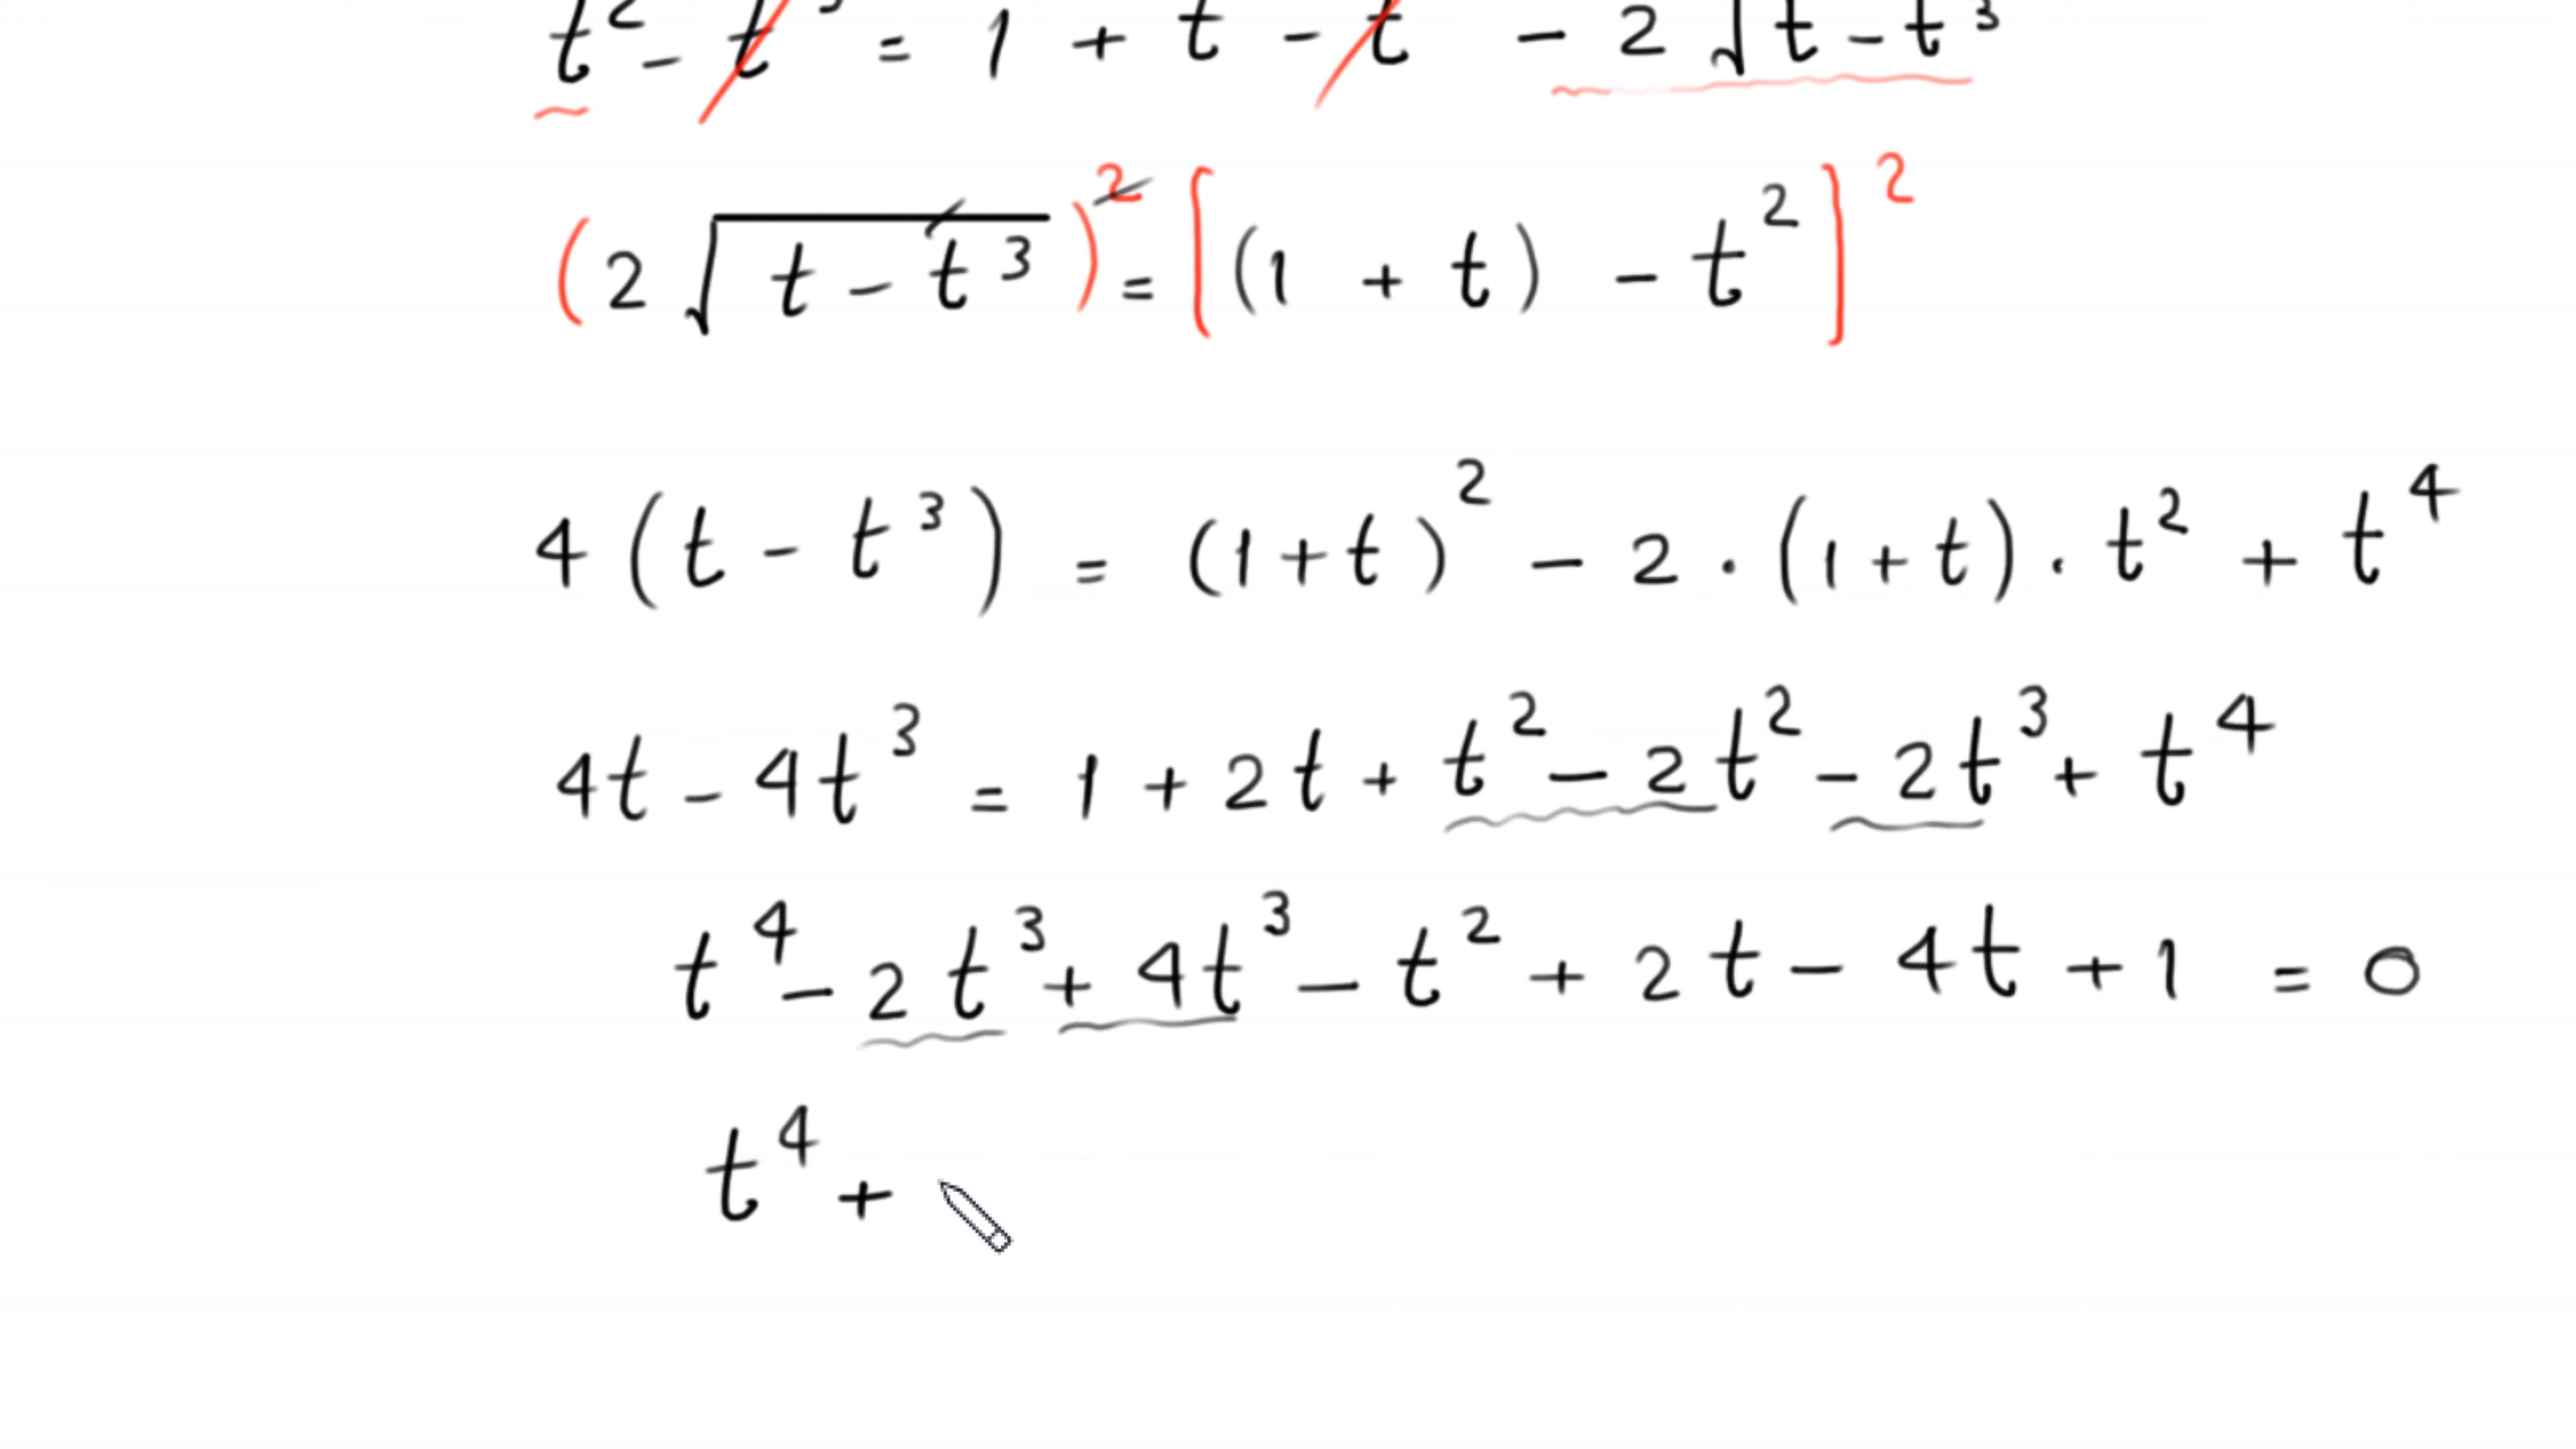 t² - t³ = 1 + t - t - 2√t - t³
(2√t - t³)² = [(1 + t) - t²]²
4(t - t³) = (1+t)² - 2 · (1+t) · t² + t⁴
4t - 4t³ = 1 + 2t + t² - 2t² - 2t³ + t⁴
t⁴ - 2t³ + 4t³ - t² + 2t - 4t + 1 = 0
t⁴ +